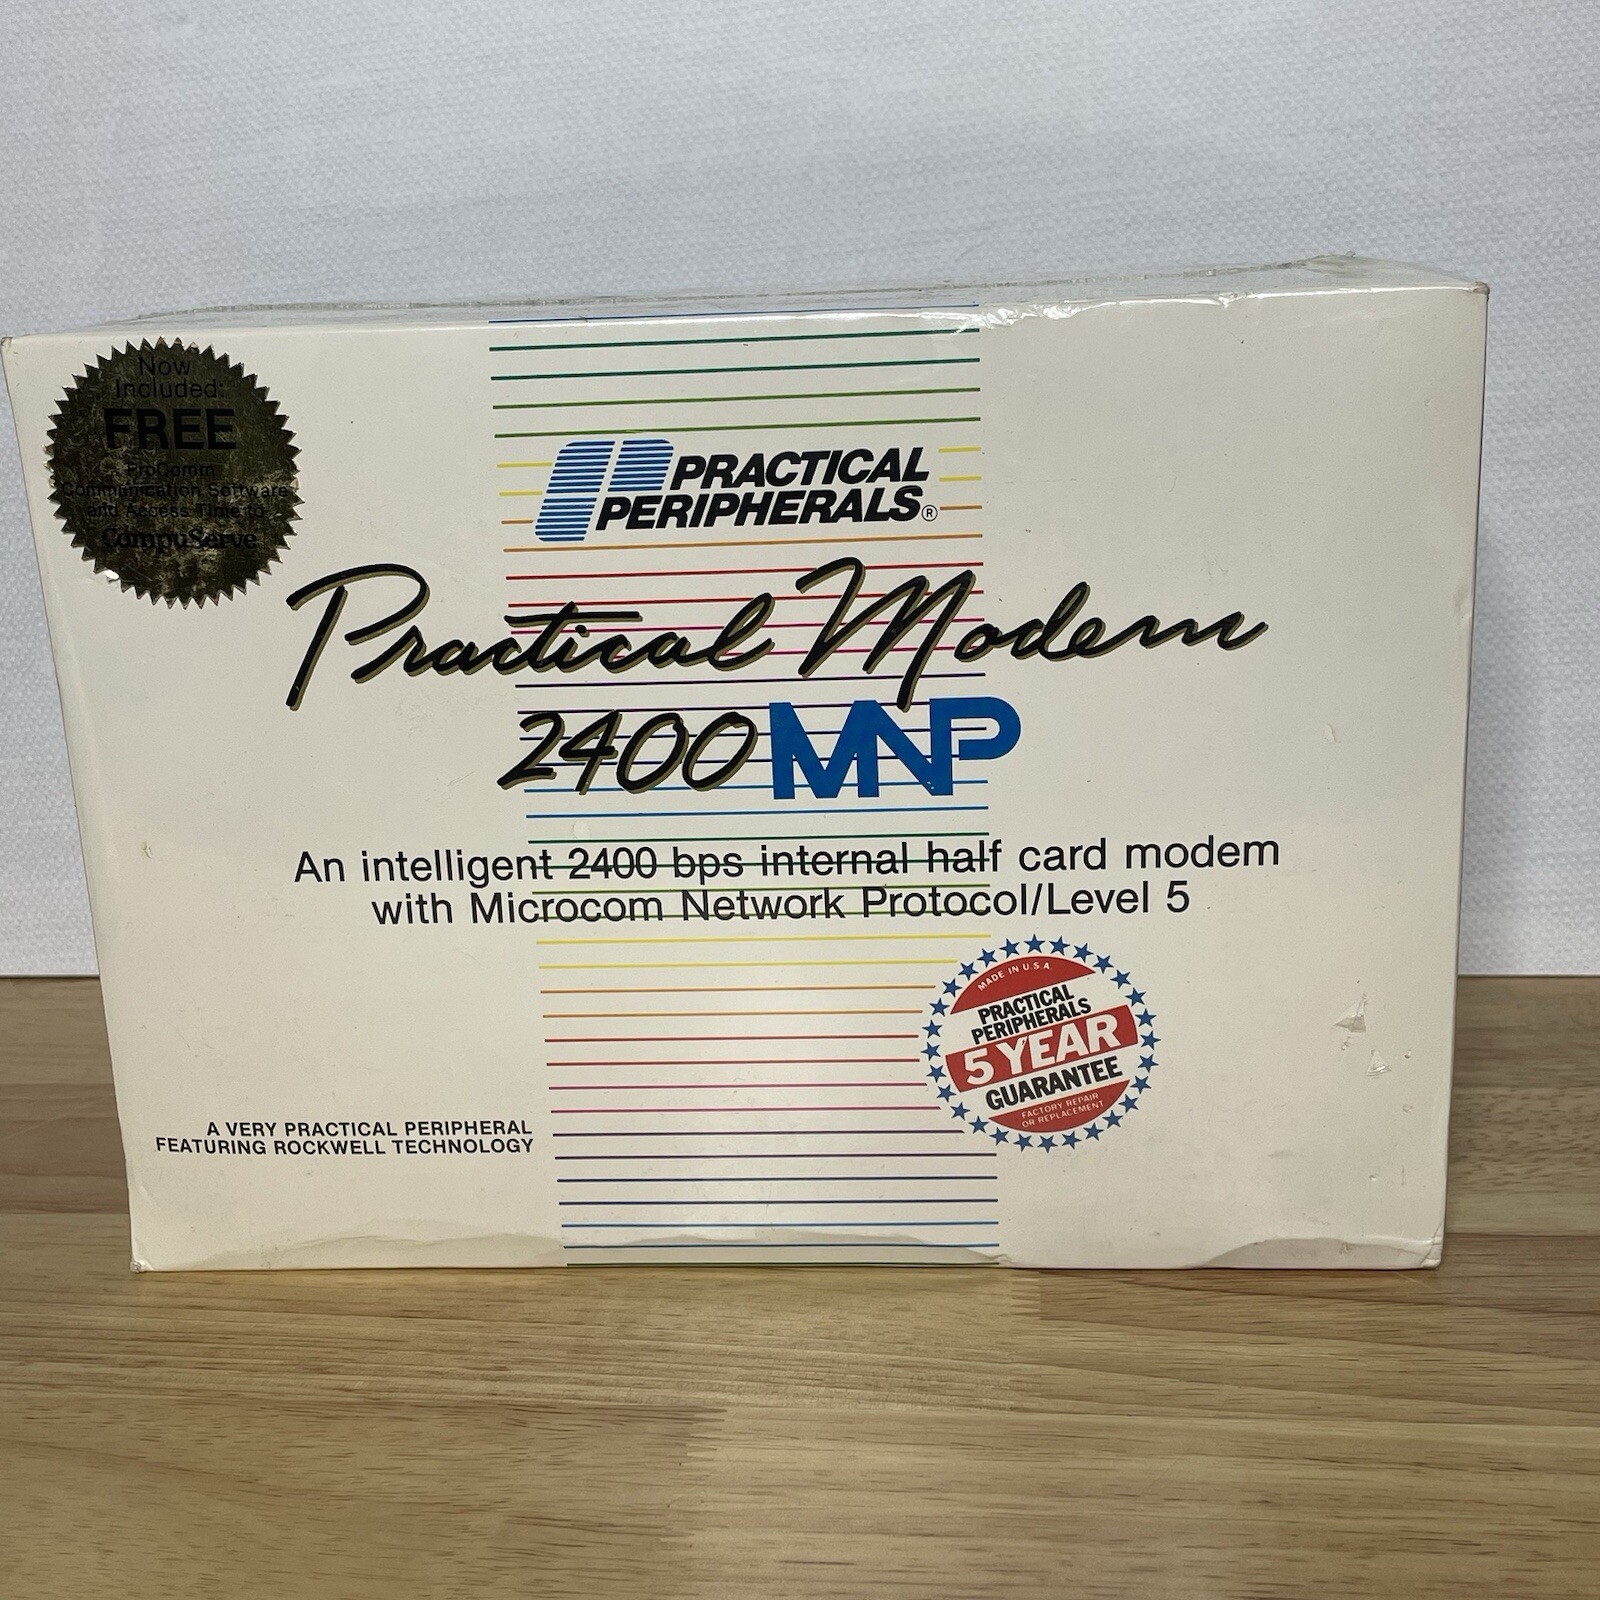 Now
Included:
FREE
ProComm
Communication Software
and Access Time to
CompuServe
PRACTICAL
PERIPHERALS®
Practical Modem
2400 MNP
An intelligent 2400 bps internal half card modem
with Microcom Network Protocol/Level 5
MADE IN U.S.A.
PRACTICAL
PERIPHERALS
5 YEAR
GUARANTEE
FACTORY REPAIR
OR REPLACEMENT
A VERY PRACTICAL PERIPHERAL
FEATURING ROCKWELL TECHNOLOGY